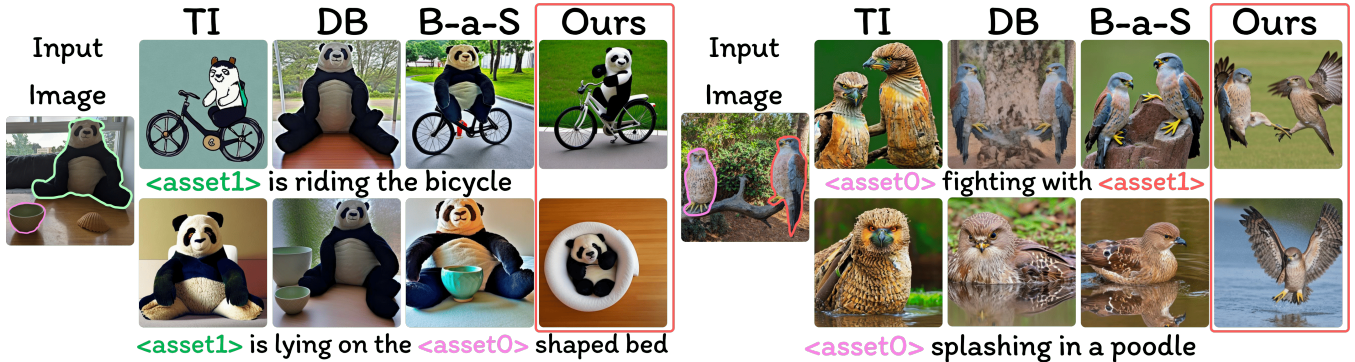 TI DB B-a-S Ours
Input
Image
<asset1> is riding the bicycle
<asset1> is lying on the <asset0> shaped bed
TI DB B-a-S Ours
Input
Image
<asset0> fighting with <asset1>
<asset0> splashing in a poodle